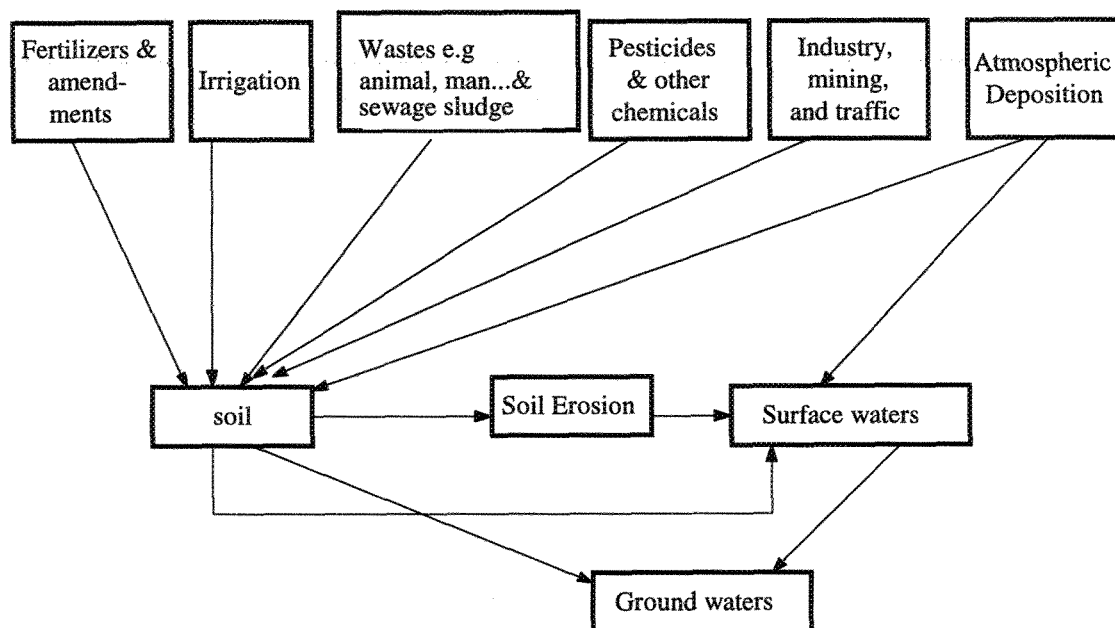 Fertilizers &
amend-
ments
Irrigation
Wastes e.g
animal, man...&
sewage sludge
Pesticides
& other
chemicals
Industry,
mining,
and traffic
Atmospheric
Deposition
soil
Soil Erosion
Surface waters
Ground waters